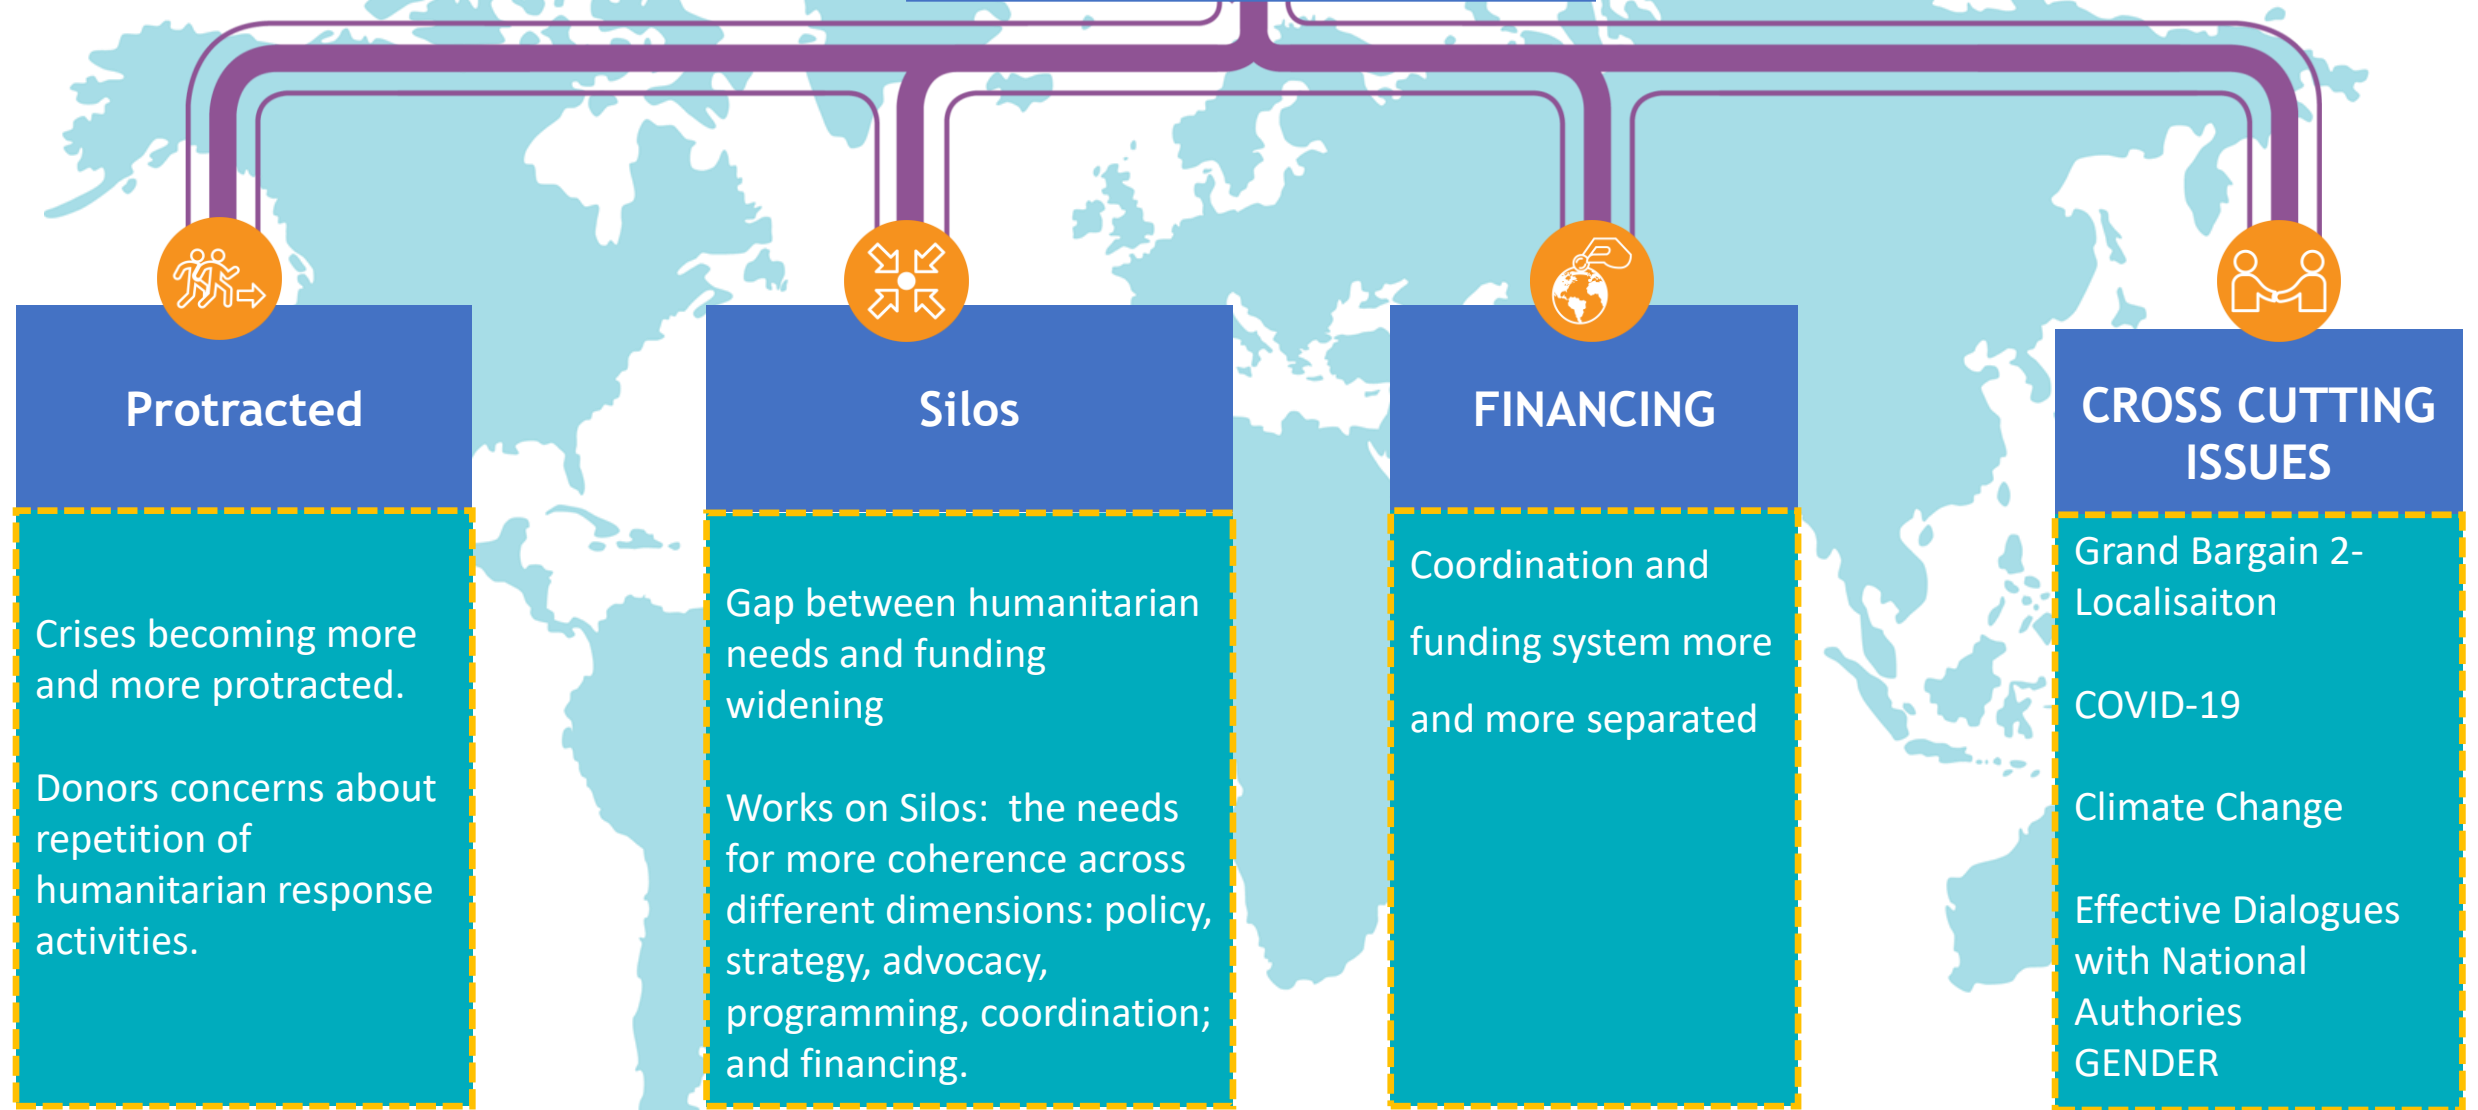 Protracted
Crises becoming more
and more protracted.
Donors concerns about
repetition of
humanitarian response
activities.
Silos
Gap between humanitarian
needs and funding
widening
Works on Silos:  the needs
for more coherence across
different dimensions: policy,
strategy, advocacy,
programming, coordination;
and financing.
FINANCING
Coordination and
funding system more
and more separated
CROSS CUTTING
ISSUES
Grand Bargain 2-
Localisaiton
COVID-19
Climate Change
Effective Dialogues
with National
Authories
GENDER